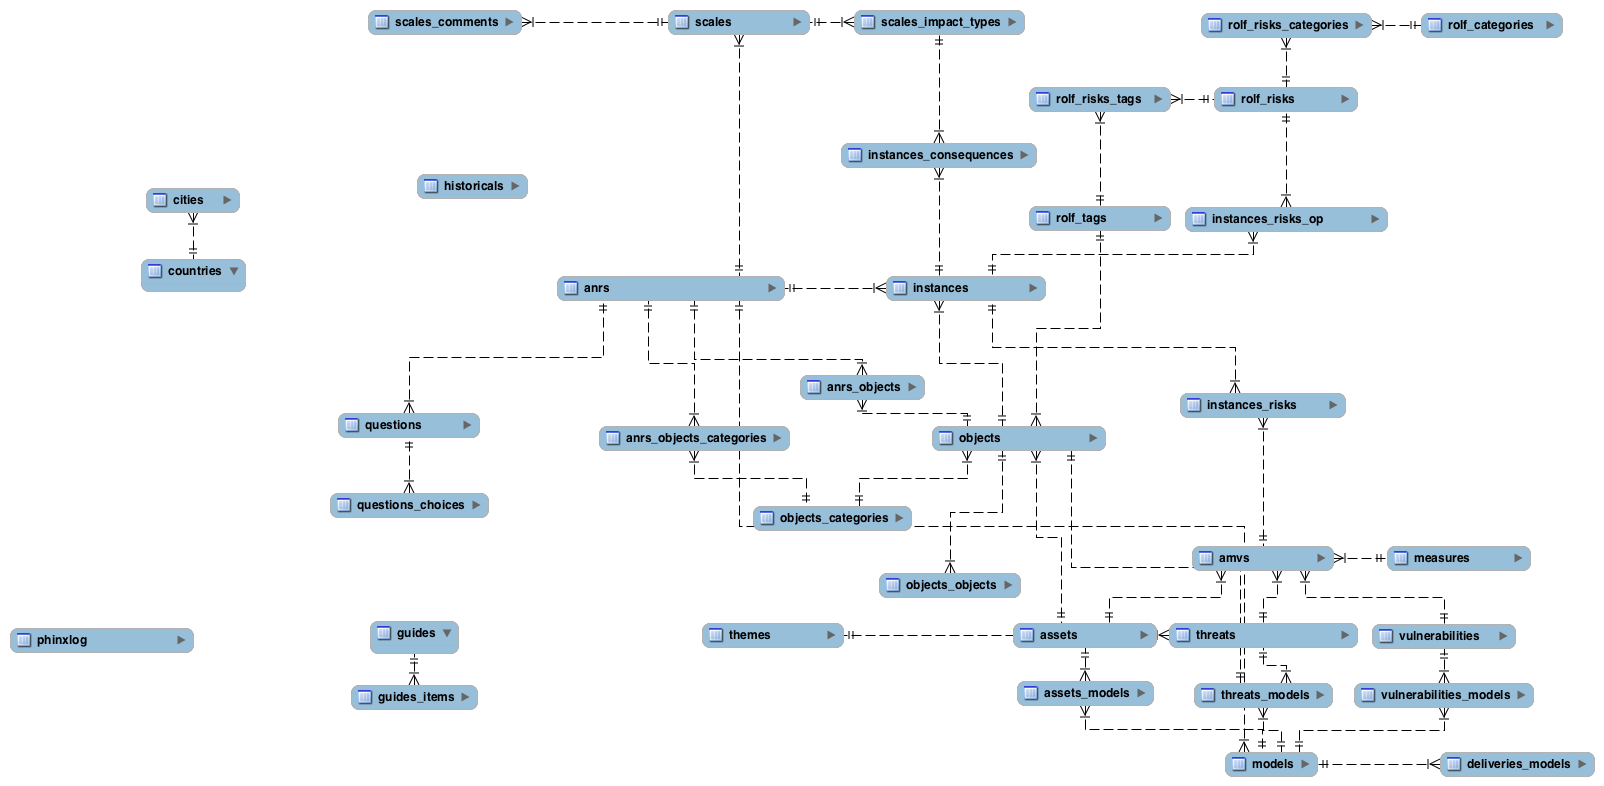 scales_comments
scales
scales_impact_types
rolf_risks_categories
rolf_categories
rolf_risks_tags
rolf_risks
instances_consequences
historicals
cities
rolf_tags
instances_risks_op
countries
anrs
instances
anrs_objects
instances_risks
questions
anrs_objects_categories
objects
questions_choices
objects_categories
amvs
measures
objects_objects
phinxlog
guides
themes
assets
threats
vulnerabilities
guides_items
assets_models
threats_models
vulnerabilities_models
models
deliveries_models